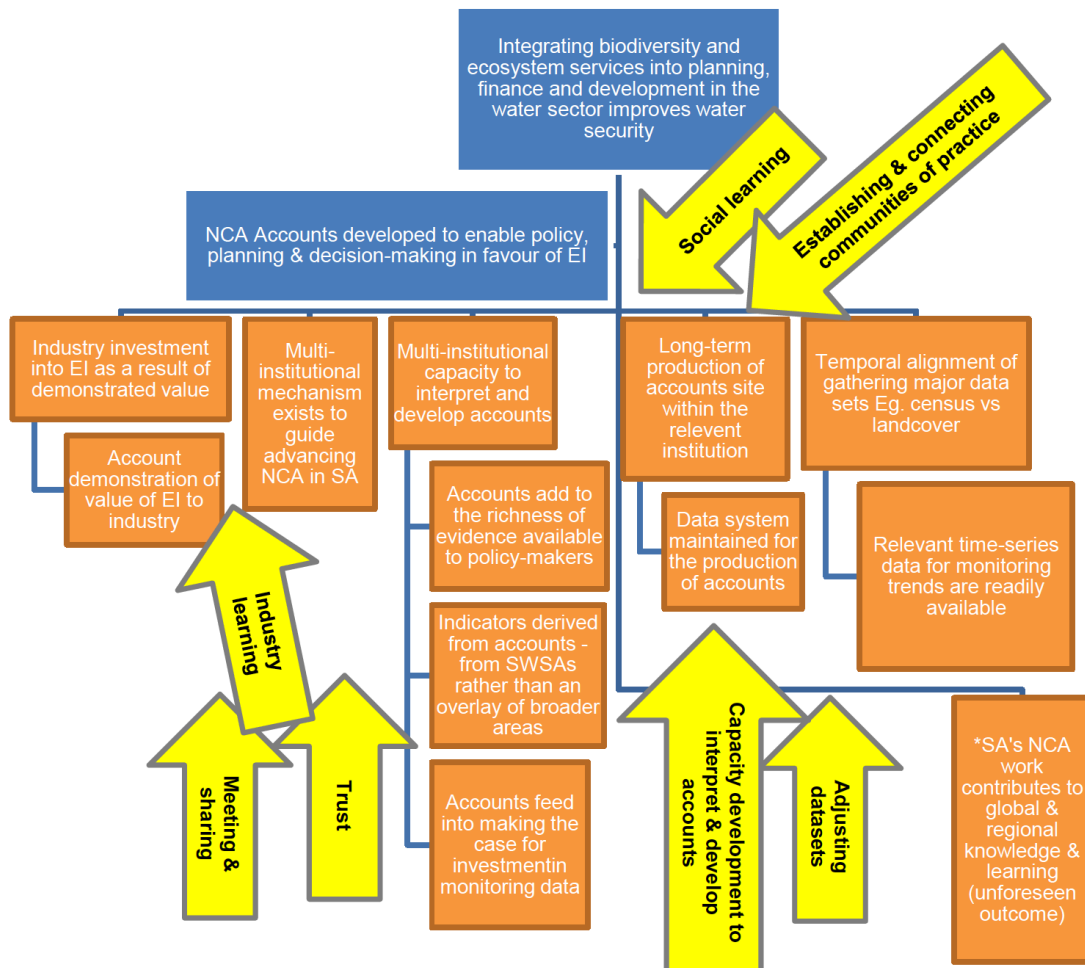 Integrating biodiversity and
ecosystem services into planning,
finance and development in the
water sector improves water
security
Social learning
Establishing & connecting
communities of practice
NCA Accounts developed to enable policy,
planning & decision-making in favour of EI
Industry investment
into EI as a result of
demonstrated value
Account
demonstration of
value of EI to
industry
Multi-
institutional
mechanism
exists to
guide
advancing
NCA in SA
Multi-institutional
capacity to
interpret and
develop accounts
Accounts add to
the richness of
evidence available
to policy-makers
Indicators derived
from accounts -
from SWSAs
rather than an
overlay of broader
areas
Accounts feed
into making the
case for
investmentin
monitoring data
Long-term
production of
accounts site
within the
relevent
institution
Data system
maintained for
the production
of accounts
Temporal alignment of
gathering major data
sets Eg. census vs
landcover
Relevant time-series
data for monitoring
trends are readily
available
*SA's NCA
work
contributes to
global &
regional
knowledge &
learning
(unforeseen
outcome)
Industry
learning
Meeting &
sharing
Trust
Capacity development to
interpret & develop
accounts
Adjusting
datasets